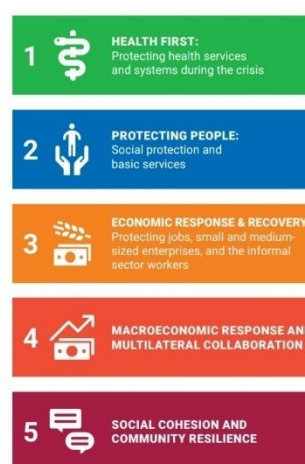 1
HEALTH FIRST:
Protecting health services
and systems during the crisis
2
PROTECTING PEOPLE:
Social protection and
basic services
3
ECONOMIC RESPONSE & RECOVERY
Protecting jobs, small and medium-
sized enterprises, and the informal
sector workers
4
MACROECONOMIC RESPONSE AN
MULTILATERAL COLLABORATION
5
SOCIAL COHESION AND
COMMUNITY RESILIENCE